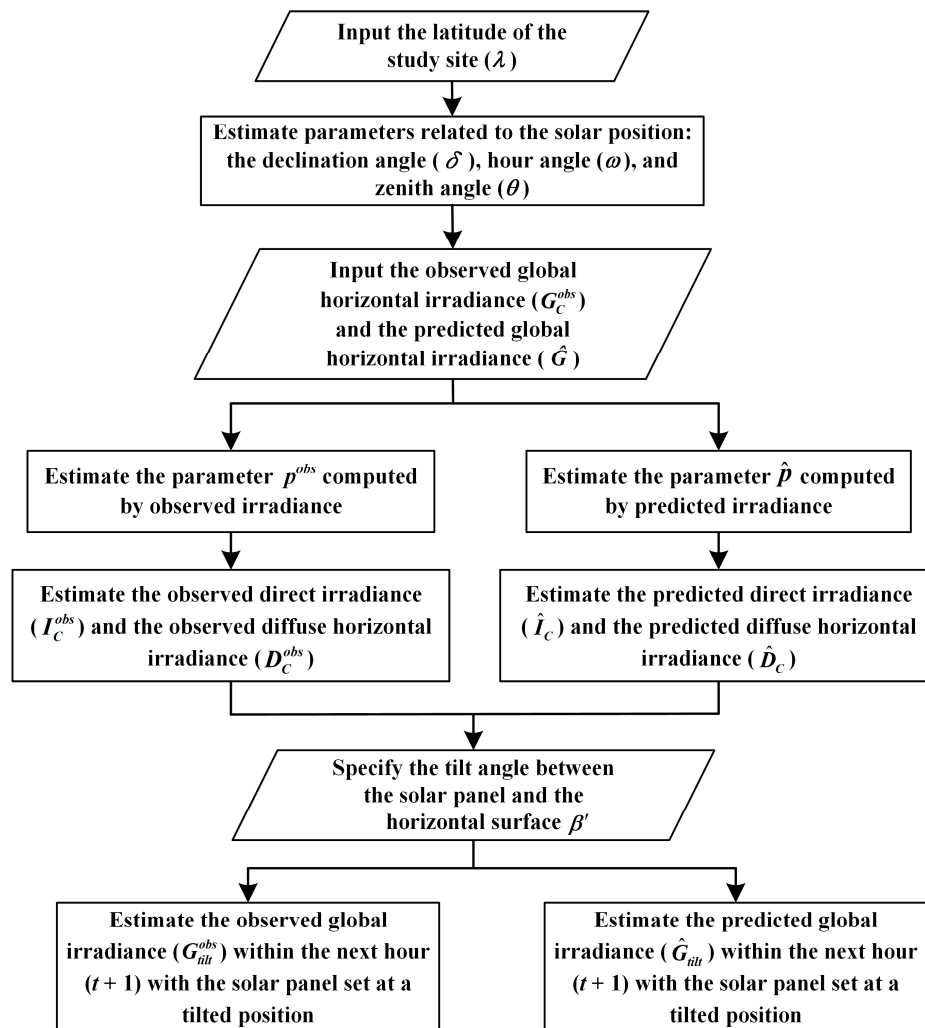 Input the latitude of the
study site (λ)
Estimate parameters related to the solar position:
the declination angle ( δ ), hour angle (ω), and
zenith angle (θ)
Input the observed global
horizontal irradiance (G_C^obs)
and the predicted global
horizontal irradiance ( Ĝ )
Estimate the parameter p^obs computed
by observed irradiance
Estimate the parameter p̂ computed
by predicted irradiance
Estimate the observed direct irradiance
( I_C^obs ) and the observed diffuse horizontal
irradiance ( D_C^obs )
Estimate the predicted direct irradiance
( Î_C ) and the predicted diffuse horizontal
irradiance ( D̂_C )
Specify the tilt angle between
the solar panel and the
horizontal surface β′
Estimate the observed global
irradiance ( G_tilt^obs ) within the next hour
(t + 1) with the solar panel set at a
tilted position
Estimate the predicted global
irradiance ( Ĝ_tilt ) within the next hour
(t + 1) with the solar panel set at a
tilted position